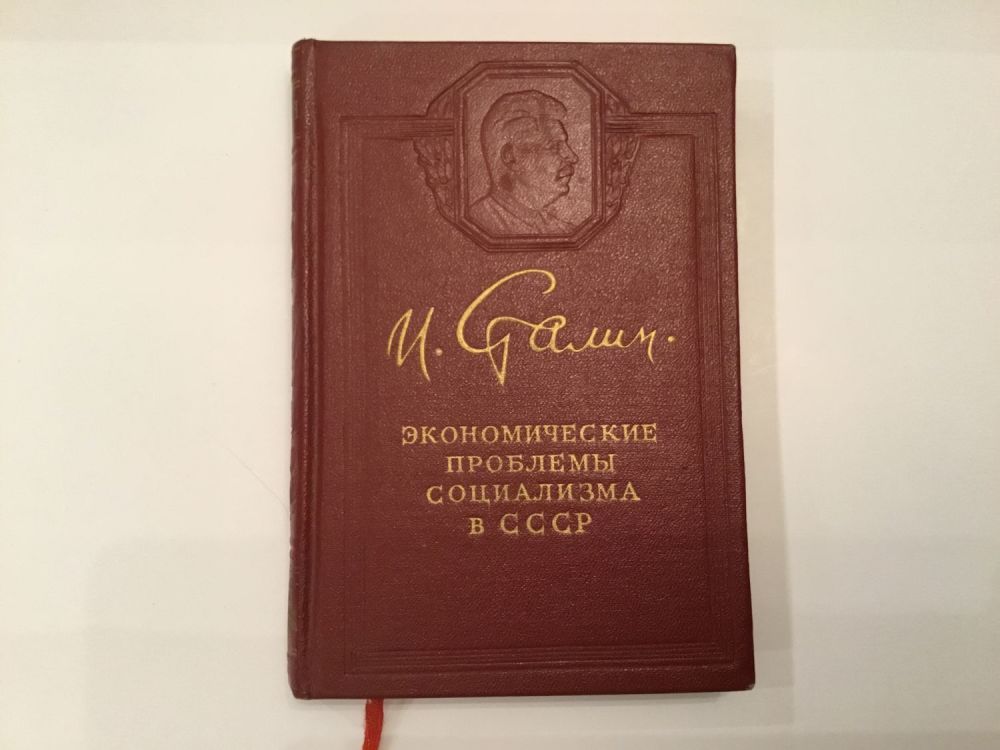 И. Сталин.
ЭКОНОМИЧЕСКИЕ
ПРОБЛЕМЫ
СОЦИАЛИЗМА
В СССР